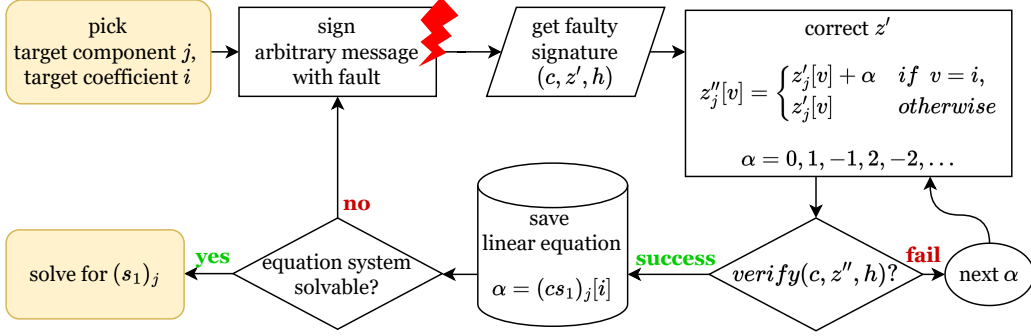 pick
target component j,
target coefficient i
sign
arbitrary message
with fault
get faulty
signature
(c, z′, h)
correct z′
z″_j[v] = { z′_j[v] + α if v = i,
z′_j[v] otherwise
α = 0, 1, −1, 2, −2, …
next α
fail
verify(c, z″, h)?
success
save
linear equation
α = (cs₁)_j[i]
no
equation system
solvable?
yes
solve for (s₁)_j